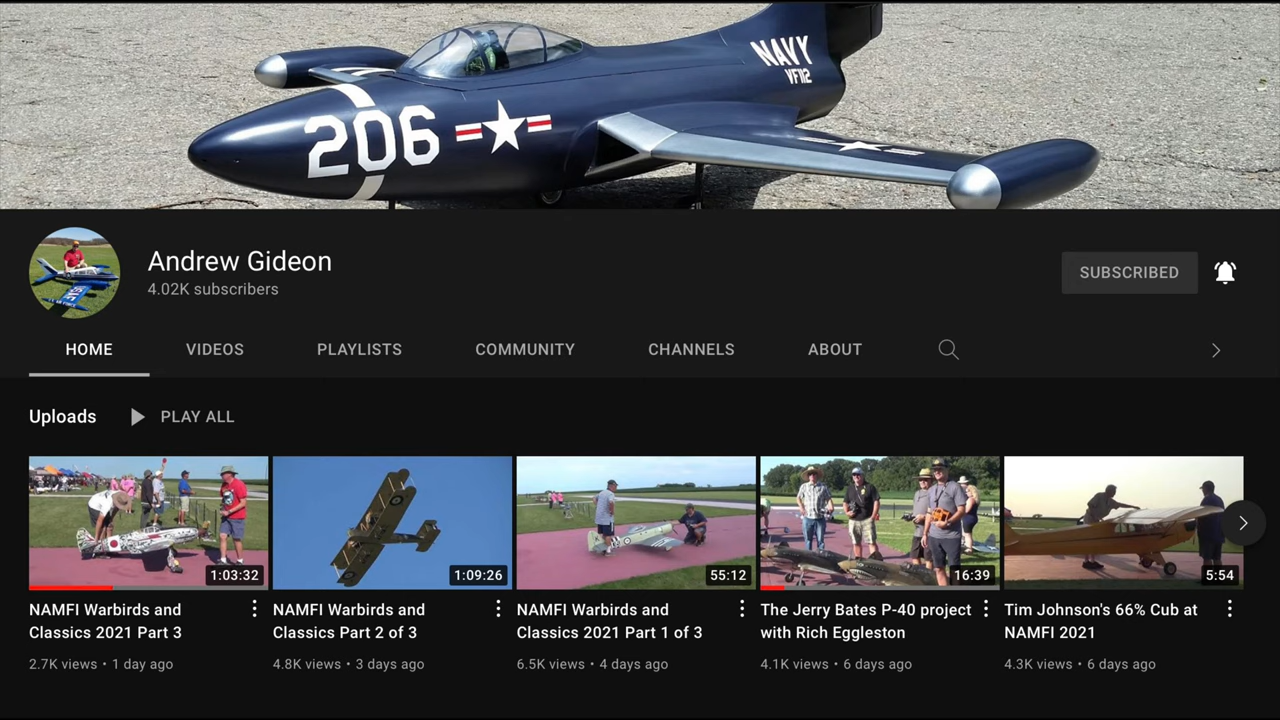 NAVY
VF112
206
Andrew Gideon
4.02K subscribers
SUBSCRIBED
HOME
VIDEOS
PLAYLISTS
COMMUNITY
CHANNELS
ABOUT
Uploads
PLAY ALL
1:03:32
1:09:26
55:12
16:39
5:54
NAMFI Warbirds and
Classics 2021 Part 3
2.7K views • 1 day ago
NAMFI Warbirds and
Classics Part 2 of 3
4.8K views • 3 days ago
NAMFI Warbirds and
Classics 2021 Part 1 of 3
6.5K views • 4 days ago
The Jerry Bates P-40 project
with Rich Eggleston
4.1K views • 6 days ago
Tim Johnson's 66% Cub at
NAMFI 2021
4.3K views • 6 days ago